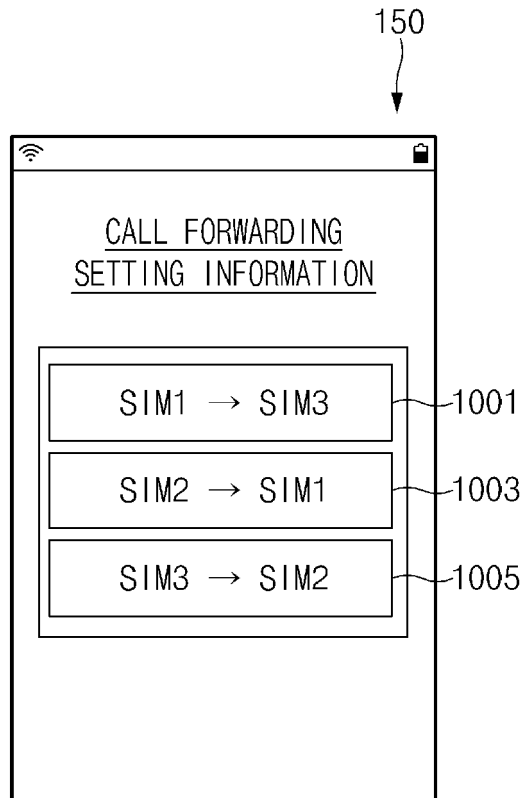 150
CALL FORWARDING
SETTING INFORMATION
SIM1 → SIM3
1001
SIM2 → SIM1
1003
SIM3 → SIM2
1005